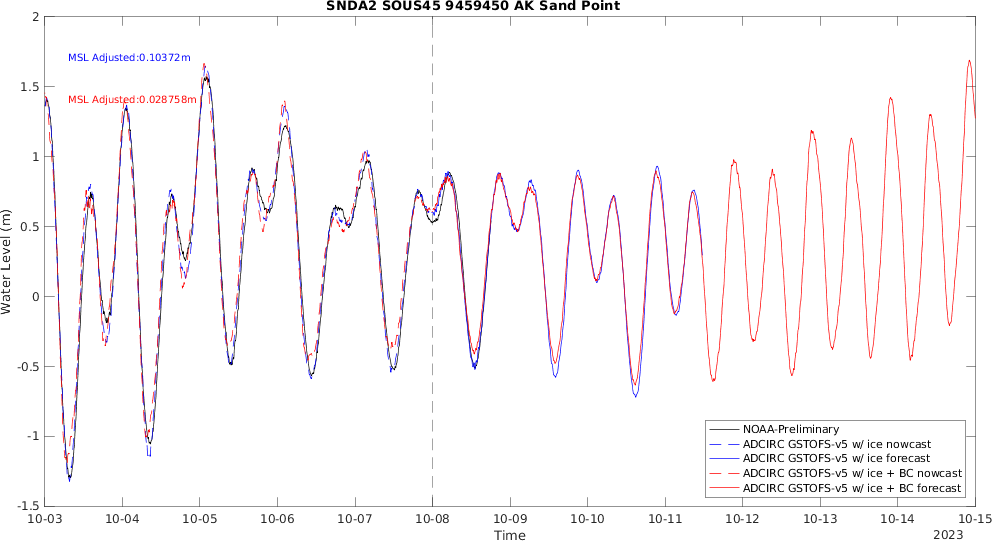 SNDA2 SOUS45 9459450 AK Sand Point
2
1.5
1
0.5
0
-0.5
-1
-1.5
Water Level (m)
MSL Adjusted:0.10372m
MSL Adjusted:0.028758m
NOAA-Preliminary
ADCIRC GSTOFS-v5 w/ ice nowcast
ADCIRC GSTOFS-v5 w/ ice forecast
ADCIRC GSTOFS-v5 w/ ice + BC nowcast
ADCIRC GSTOFS-v5 w/ ice + BC forecast
10-03 10-04 10-05 10-06 10-07 10-08 10-09 10-10 10-11 10-12 10-13 10-14 10-15
Time
2023